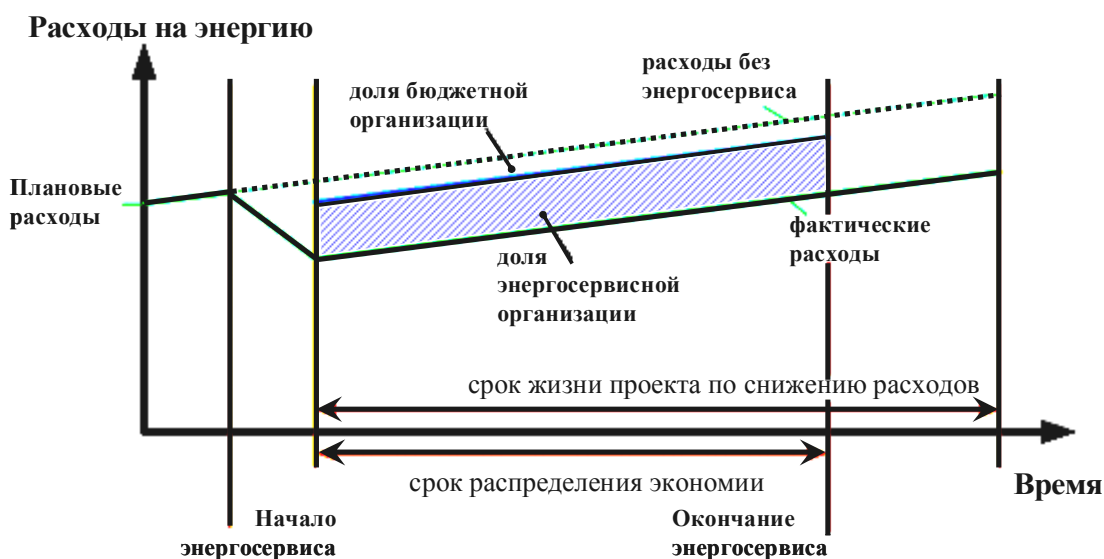 Расходы на энергию
расходы без
энергосервиса
доля бюджетной
организации
Плановые
расходы
фактические
расходы
доля
энергосервисной
организации
срок жизни проекта по снижению расходов
срок распределения экономии
Время
Начало
энергосервиса
Окончание
энергосервиса